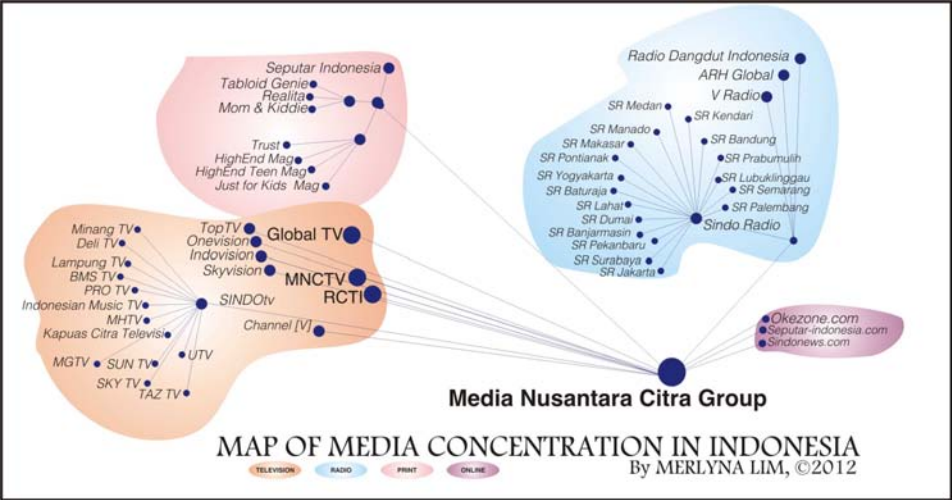 Seputar Indonesia
Tabloid Genie
Realita
Mom & Kiddie
Trust
HighEnd Mag
HighEnd Teen Mag
Just for Kids Mag
Radio Dangdut Indonesia
ARH Global
V Radio
SR Medan
SR Kendari
SR Manado
SR Bandung
SR Makasar
SR Pontianak
SR Prabumulih
SR Yogyakarta
SR Lubuklinggau
SR Baturaja
SR Semarang
SR Lahat
SR Palembang
SR Dumai
Sindo Radio
SR Banjarmasin
SR Pekanbaru
SR Surabaya
SR Jakarta
Minang TV
Deli TV
Lampung TV
BMS TV
PRO TV
Indonesian Music TV
MHTV
Kapuas Citra Televisi
MGTV
SUN TV
SKY TV
TAZ TV
UTV
SINDOtv
TopTV
Onevision
Indovision
Skyvision
Global TV
MNCTV
RCTI
Channel [V]
Okezone.com
Seputar-indonesia.com
Sindonews.com
Media Nusantara Citra Group
MAP OF MEDIA CONCENTRATION IN INDONESIA
By MERLYNA LIM, ©2012
TELEVISION
RADIO
PRINT
ONLINE